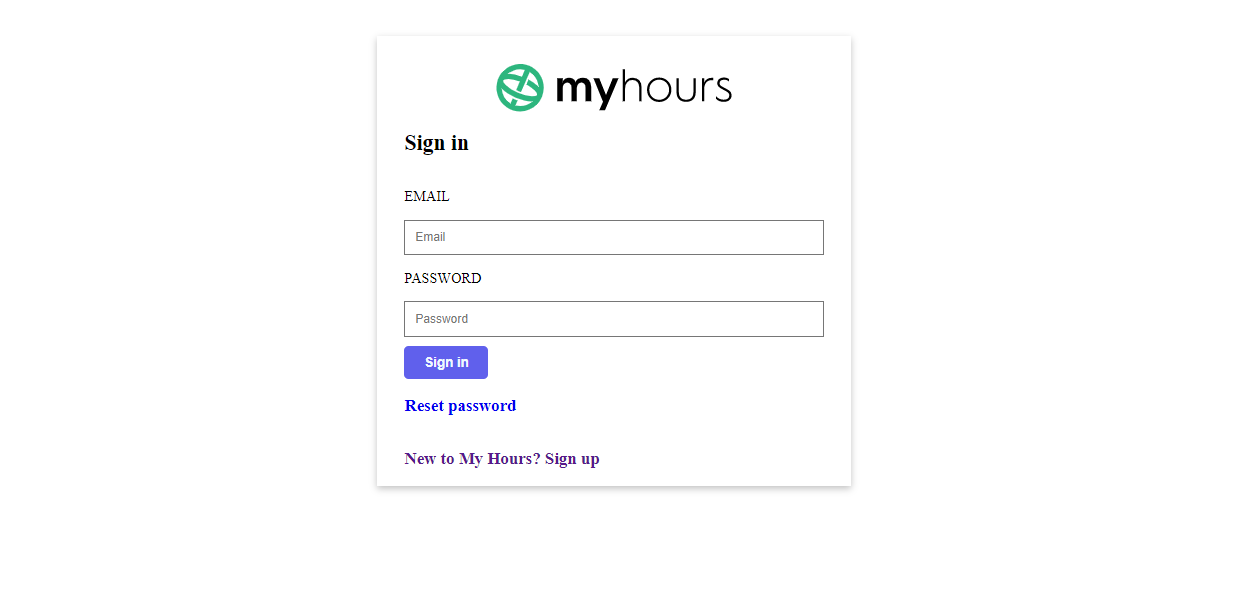 myhours
Sign in
EMAIL
Email
PASSWORD
Password
Sign in
Reset password
New to My Hours? Sign up